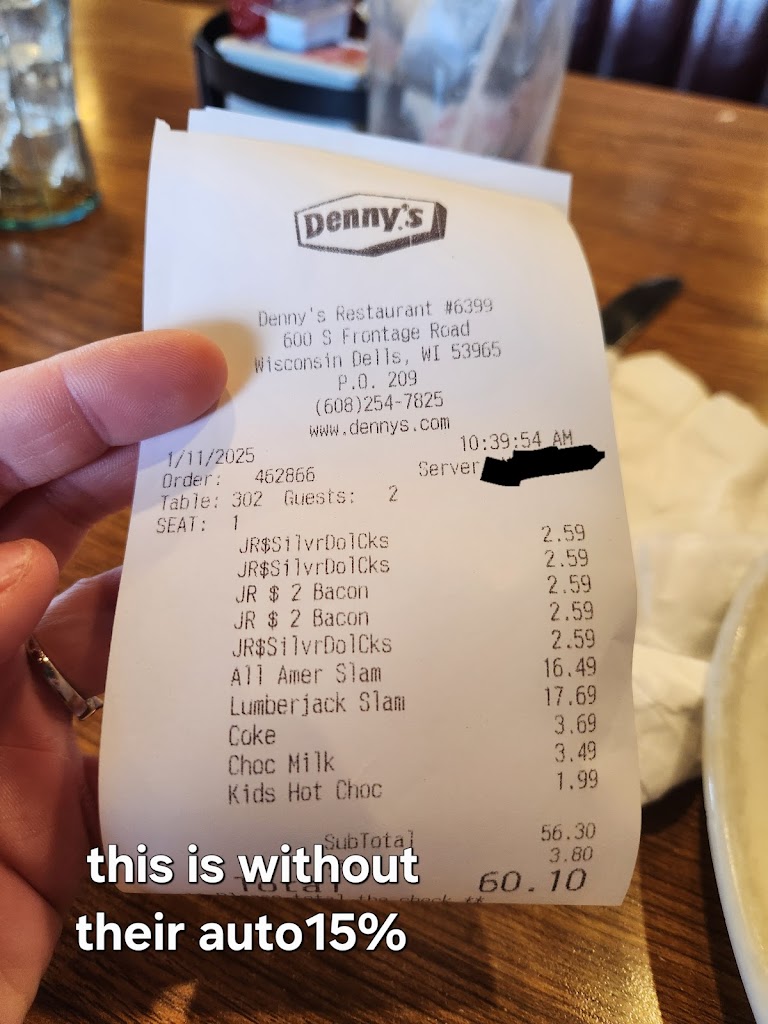 Denny's
Denny's Restaurant #6399
600 S Frontage Road
Wisconsin Dells, WI 53965
P.O. 209
(608)254-7825
www.dennys.com
1/11/2025 10:39:54 AM
Order: 462866 Server
Table: 302 Guests: 2
SEAT: 1
JR$SilvrDolCks 2.59
JR$SilvrDolCks 2.59
JR $ 2 Bacon 2.59
JR $ 2 Bacon 2.59
JR$SilvrDolCks 2.59
All Amer Slam 16.49
Lumberjack Slam 17.69
Coke 3.69
Choc Milk 3.49
Kids Hot Choc 1.99
SubTotal 56.30
3.80
Total 60.10
the check **
this is without
their auto15%